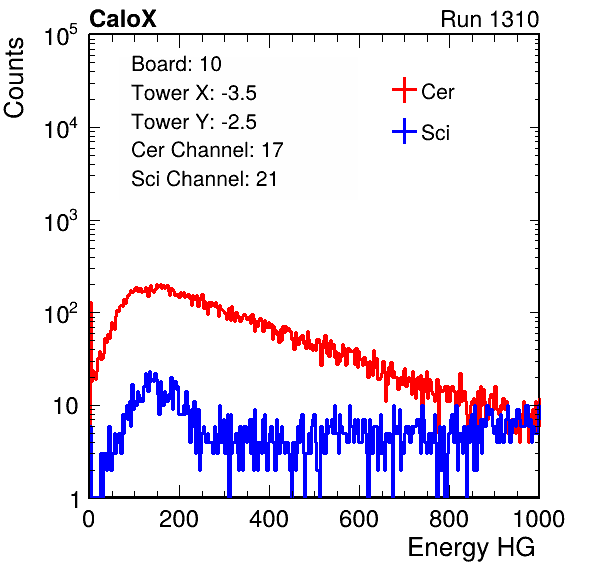 CaloX Run 1310
Counts
Board: 10
Tower X: -3.5
Tower Y: -2.5
Cer Channel: 17
Sci Channel: 21
Cer
Sci
10^5
10^4
10^3
10^2
10
1
0 200 400 600 800 1000
Energy HG